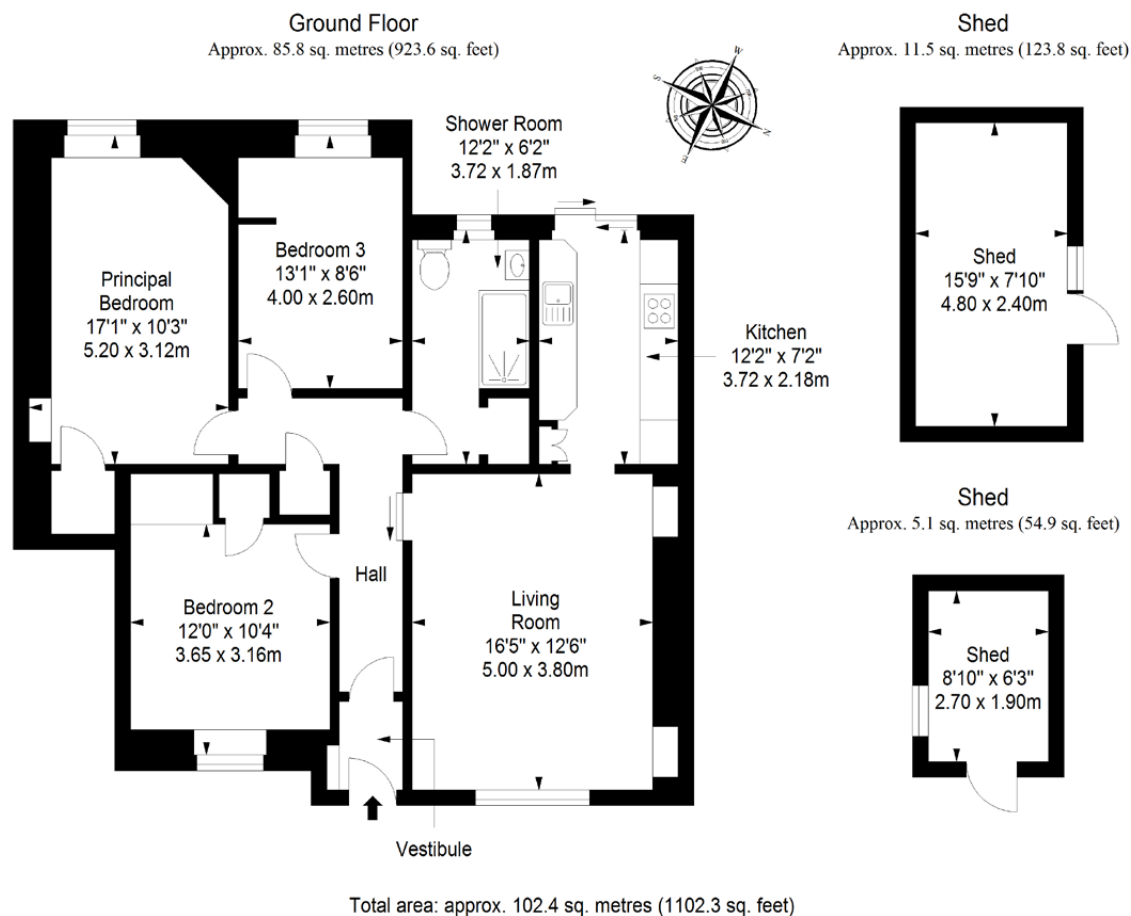 Ground Floor
Approx. 85.8 sq. metres (923.6 sq. feet)
Shed
Approx. 11.5 sq. metres (123.8 sq. feet)
W
S
N
E
Shower Room
12'2" x 6'2"
3.72 x 1.87m
Bedroom 3
13'1" x 8'6"
4.00 x 2.60m
Principal
Bedroom
17'1" x 10'3"
5.20 x 3.12m
Kitchen
12'2" x 7'2"
3.72 x 2.18m
Shed
15'9" x 7'10"
4.80 x 2.40m
Shed
Approx. 5.1 sq. metres (54.9 sq. feet)
Hall
Bedroom 2
12'0" x 10'4"
3.65 x 3.16m
Living
Room
16'5" x 12'6"
5.00 x 3.80m
Shed
8'10" x 6'3"
2.70 x 1.90m
Vestibule
Total area: approx. 102.4 sq. metres (1102.3 sq. feet)